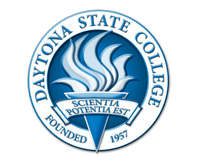 DAYTONA STATE COLLEGE
SCIENTIA
POTENTIA EST
FOUNDED 1957